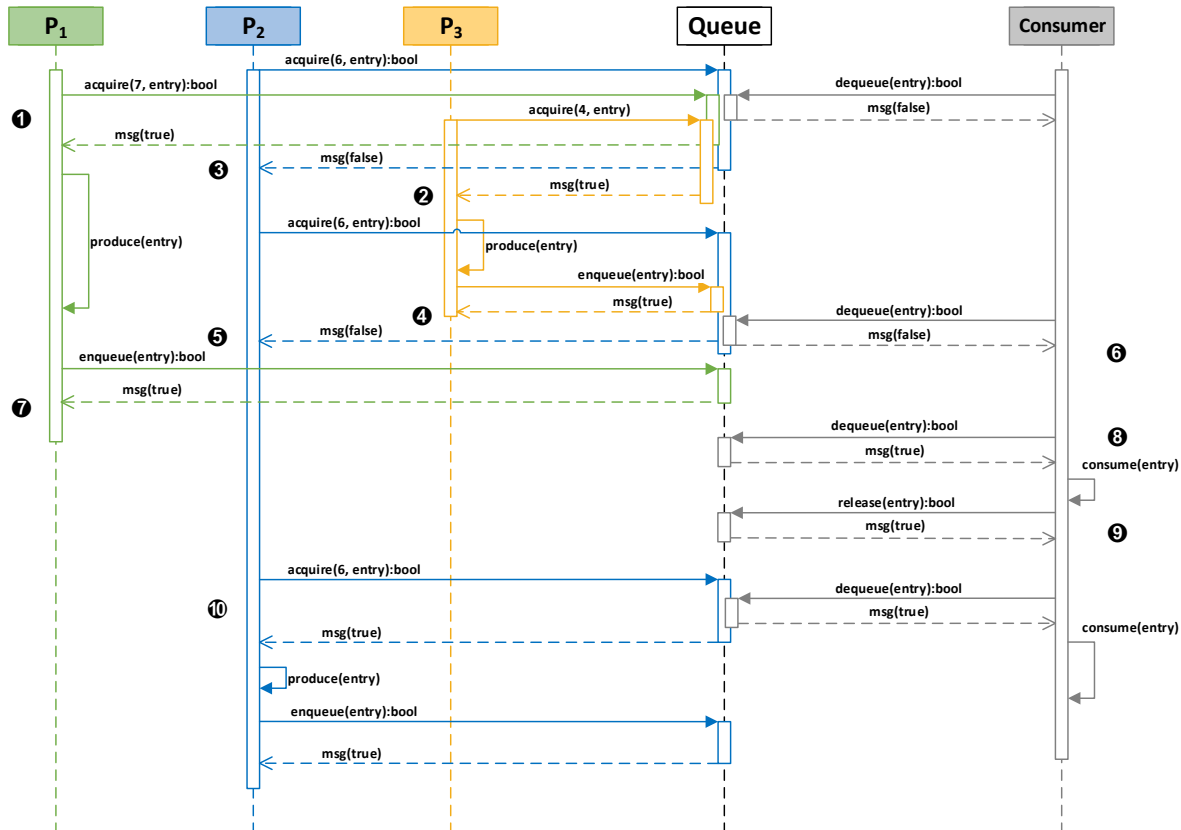 P1
P2
P3
Queue
Consumer
acquire(6, entry):bool
acquire(7, entry):bool
dequeue(entry):bool
❶
acquire(4, entry)
msg(false)
msg(true)
msg(false)
❸
msg(true)
❷
acquire(6, entry):bool
produce(entry)
produce(entry)
enqueue(entry):bool
msg(true)
❹
dequeue(entry):bool
msg(false)
❺
msg(false)
❻
enqueue(entry):bool
msg(true)
❼
dequeue(entry):bool
❽
msg(true)
consume(entry)
release(entry):bool
msg(true)
❾
acquire(6, entry):bool
dequeue(entry):bool
❿
msg(true)
msg(true)
consume(entry)
produce(entry)
enqueue(entry):bool
msg(true)